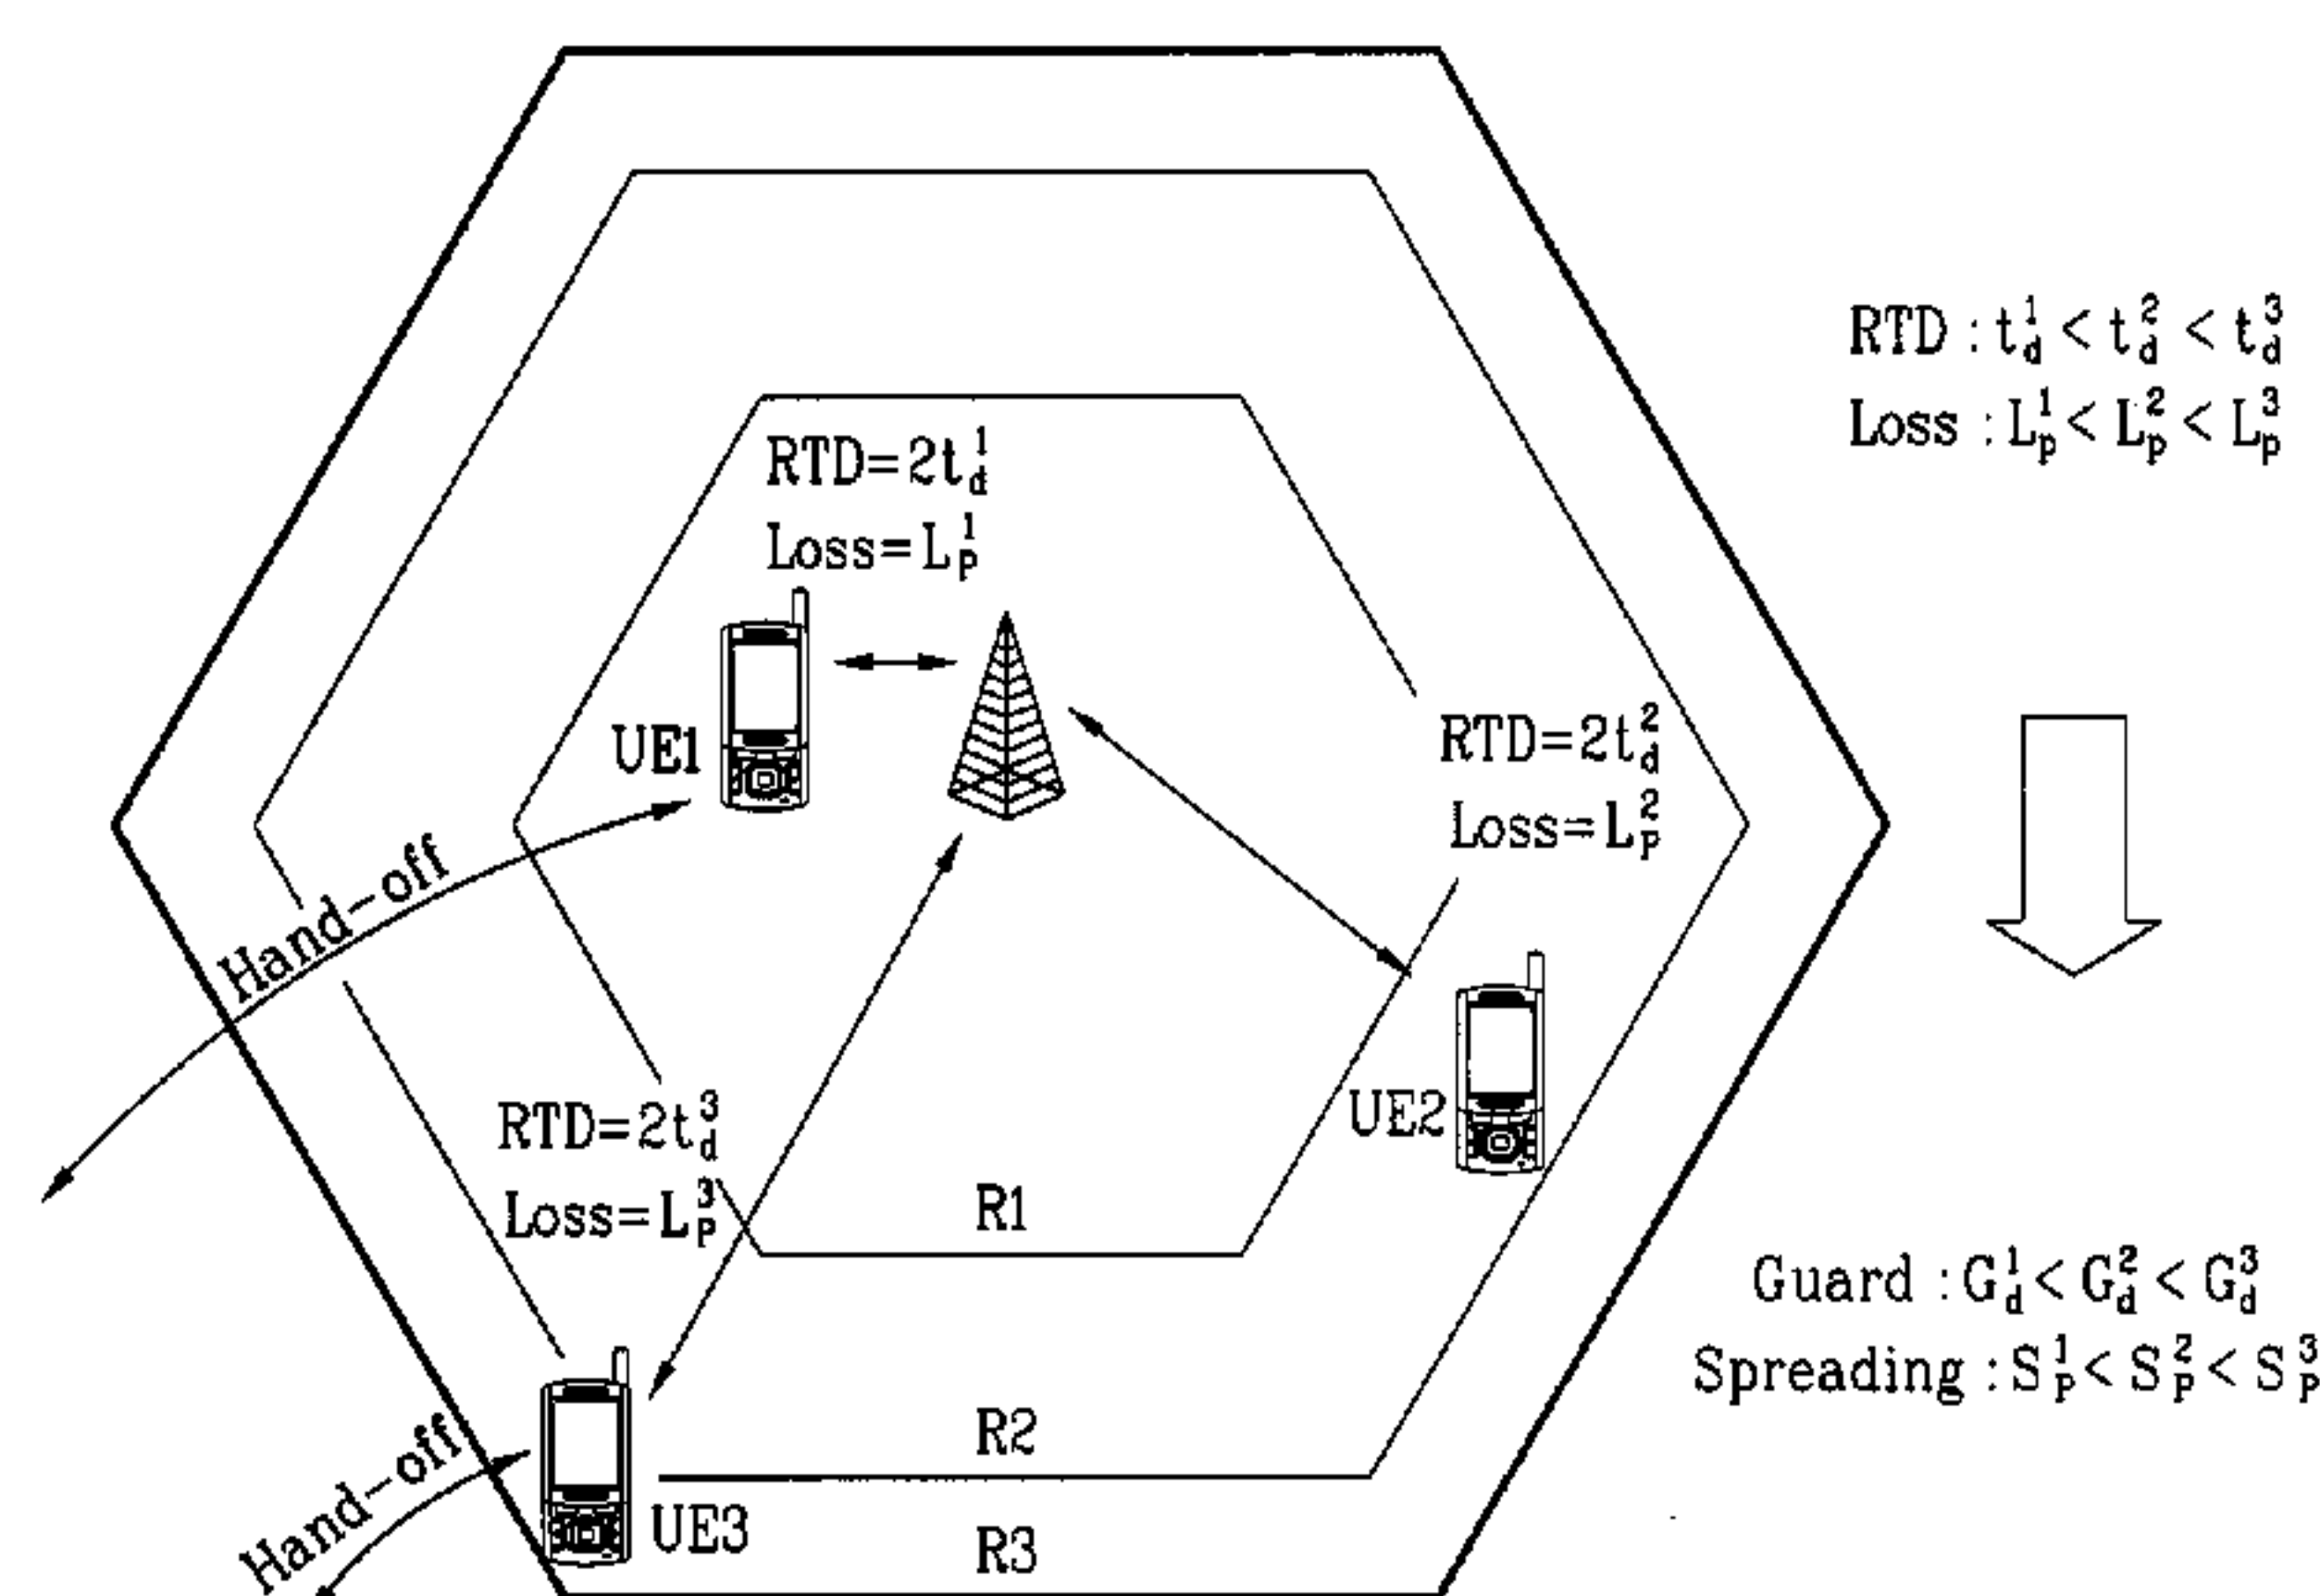 RTD : t_d^1 < t_d^2 < t_d^3
Loss : L_p^1 < L_p^2 < L_p^3
RTD=2t_d^1
Loss=L_p^1
UE1
RTD=2t_d^2
Loss=L_p^2
Hand-off
RTD=2t_d^3
Loss=L_p^3
UE2
R1
Guard : G_d^1 < G_d^2 < G_d^3
Spreading : S_p^1 < S_p^2 < S_p^3
R2
Hand-off
UE3
R3